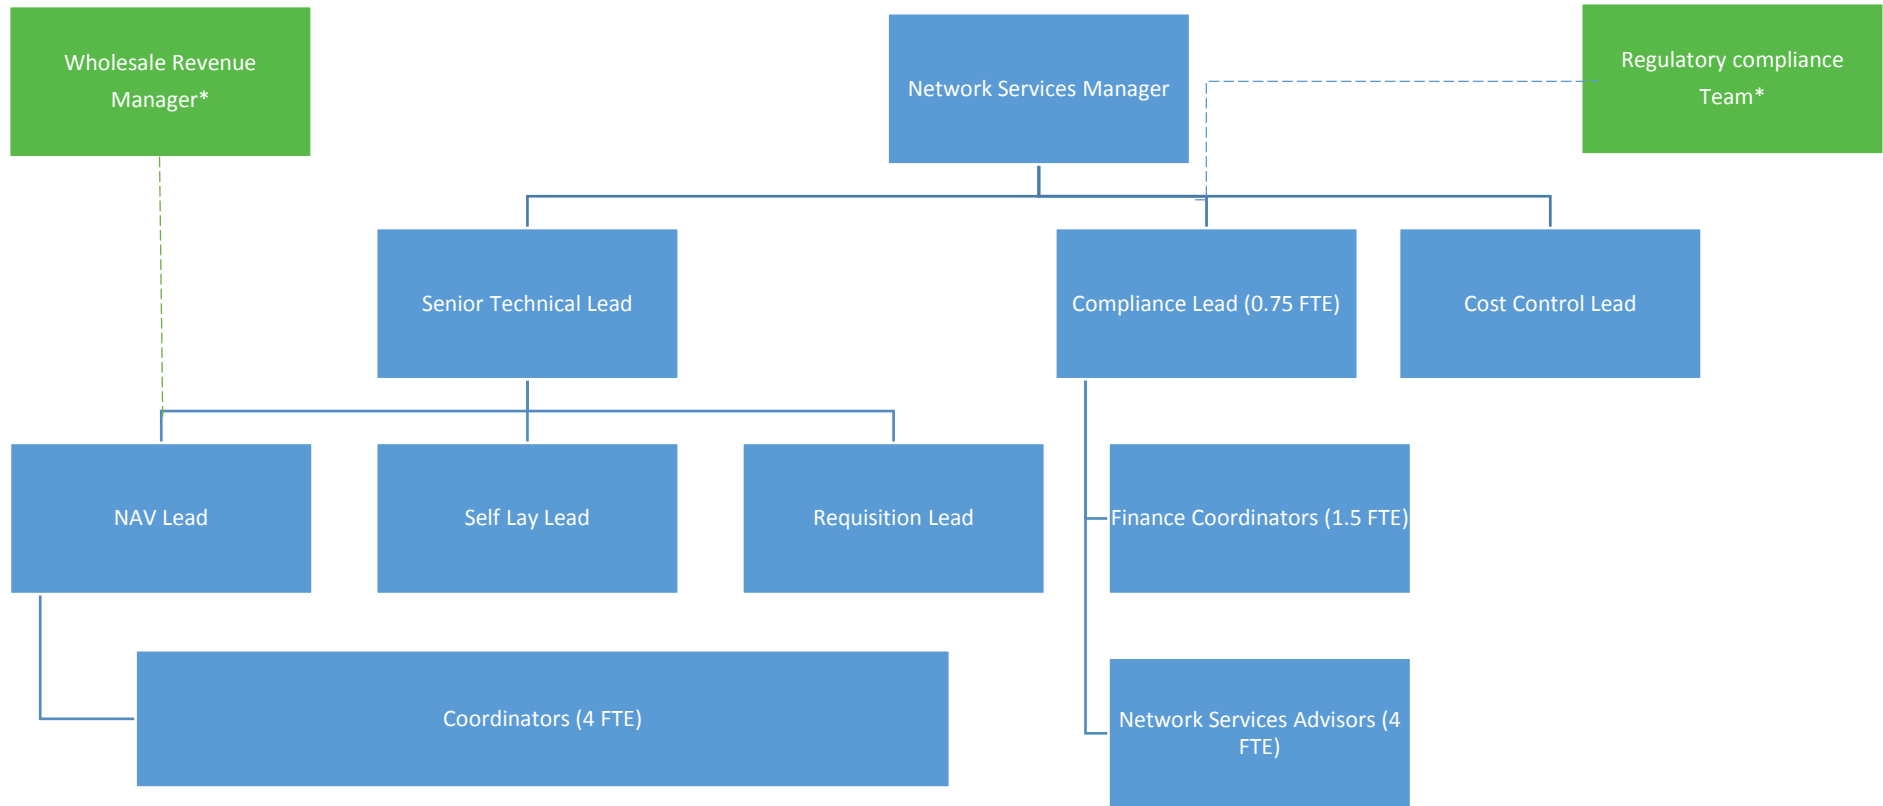 Wholesale Revenue
Manager*
Network Services Manager
Regulatory compliance
Team*
Senior Technical Lead
Compliance Lead (0.75 FTE)
Cost Control Lead
NAV Lead
Self Lay Lead
Requisition Lead
Finance Coordinators (1.5 FTE)
Coordinators (4 FTE)
Network Services Advisors (4
FTE)